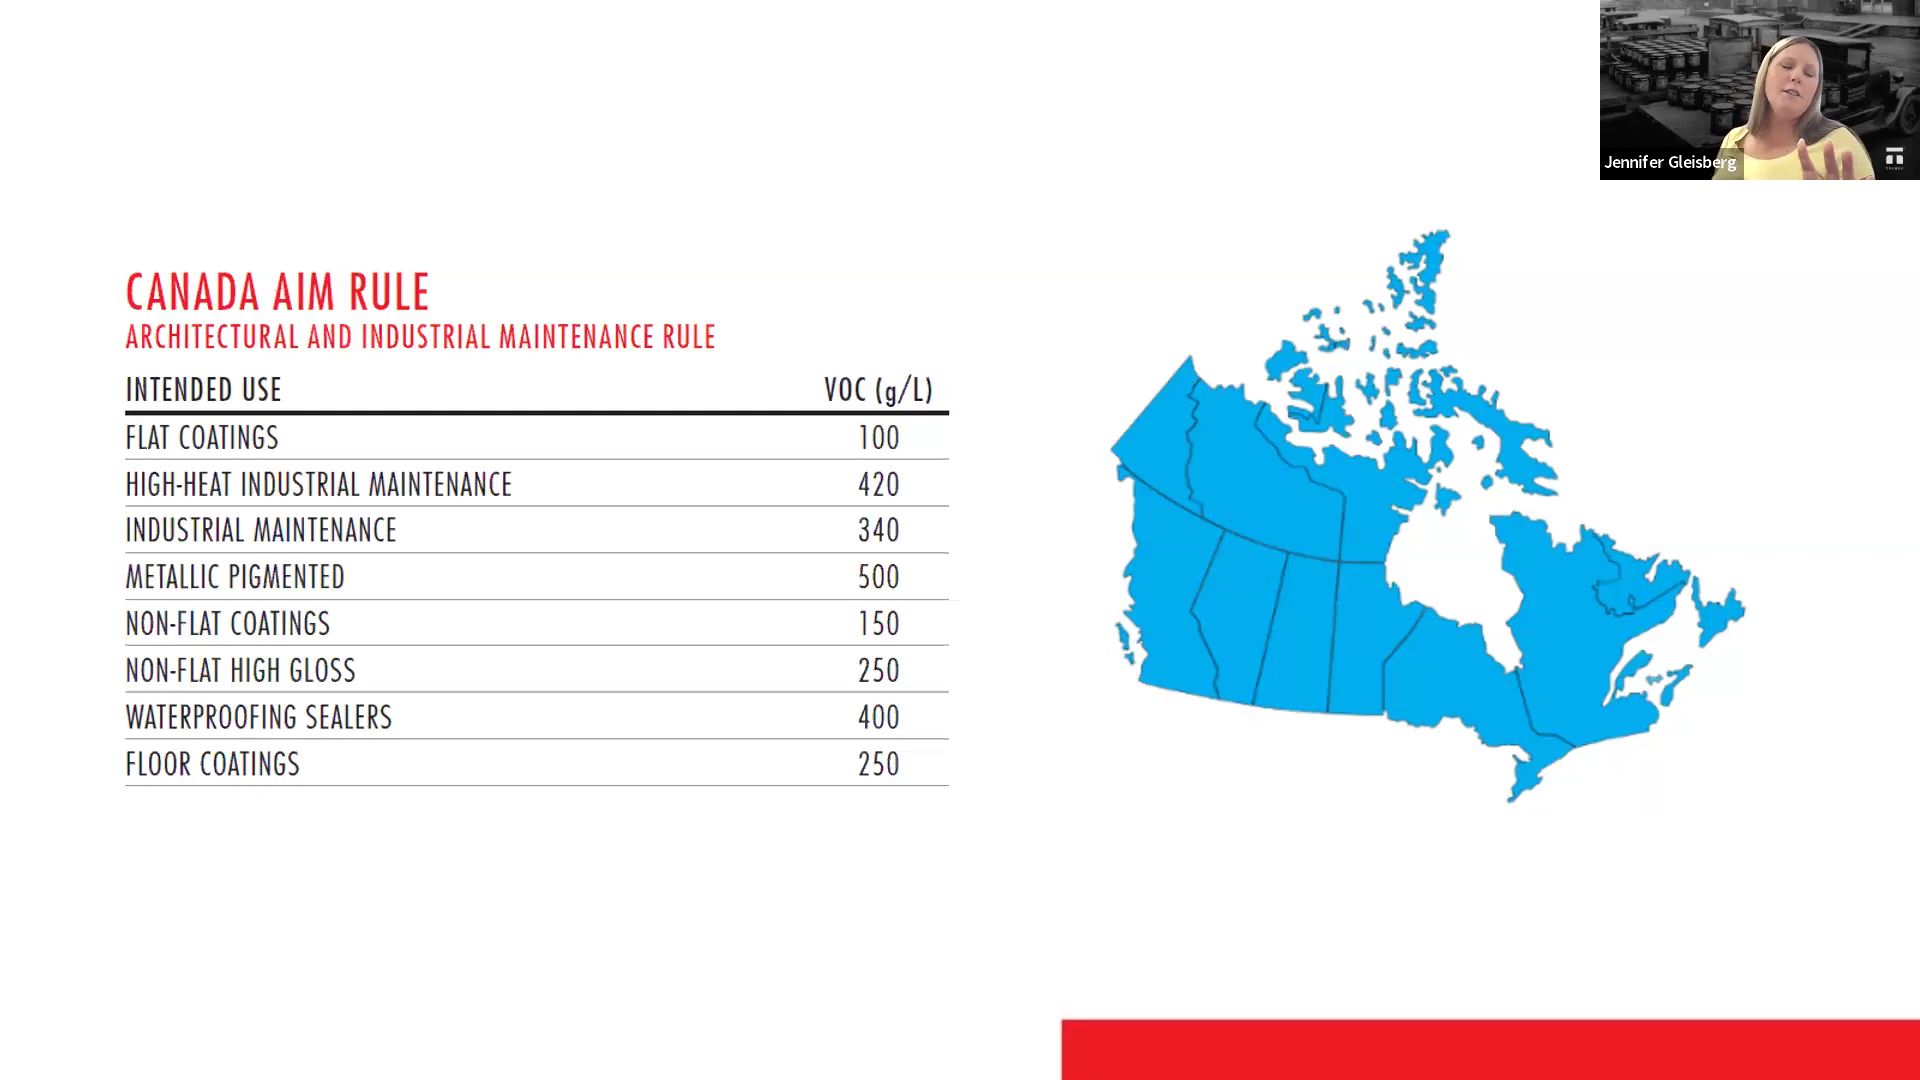 Jennifer Gleisberg
CANADA AIM RULE
ARCHITECTURAL AND INDUSTRIAL MAINTENANCE RULE
INTENDED USE VOC (g/L)
FLAT COATINGS 100
HIGH-HEAT INDUSTRIAL MAINTENANCE 420
INDUSTRIAL MAINTENANCE 340
METALLIC PIGMENTED 500
NON-FLAT COATINGS 150
NON-FLAT HIGH GLOSS 250
WATERPROOFING SEALERS 400
FLOOR COATINGS 250